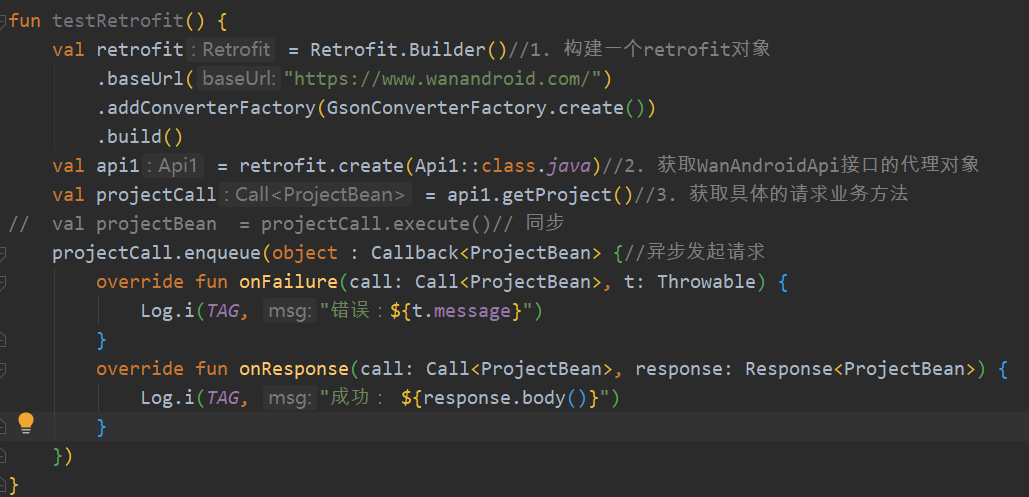 fun testRetrofit() {
    val retrofit : Retrofit = Retrofit.Builder()//1. 构建一个retrofit对象
        .baseUrl( baseUrl: "https://www.wanandroid.com/")
        .addConverterFactory(GsonConverterFactory.create())
        .build()
    val api1 : Api1 = retrofit.create(Api1::class.java)//2. 获取WanAndroidApi接口的代理对象
    val projectCall : Call<ProjectBean> = api1.getProject()//3. 获取具体的请求业务方法
//  val projectBean  = projectCall.execute()// 同步
    projectCall.enqueue(object : Callback<ProjectBean> {//异步发起请求
        override fun onFailure(call: Call<ProjectBean>, t: Throwable) {
            Log.i(TAG, msg: "错误：${t.message}")
        }
        override fun onResponse(call: Call<ProjectBean>, response: Response<ProjectBean>) {
            Log.i(TAG, msg: "成功： ${response.body()}")
        }
    })
}